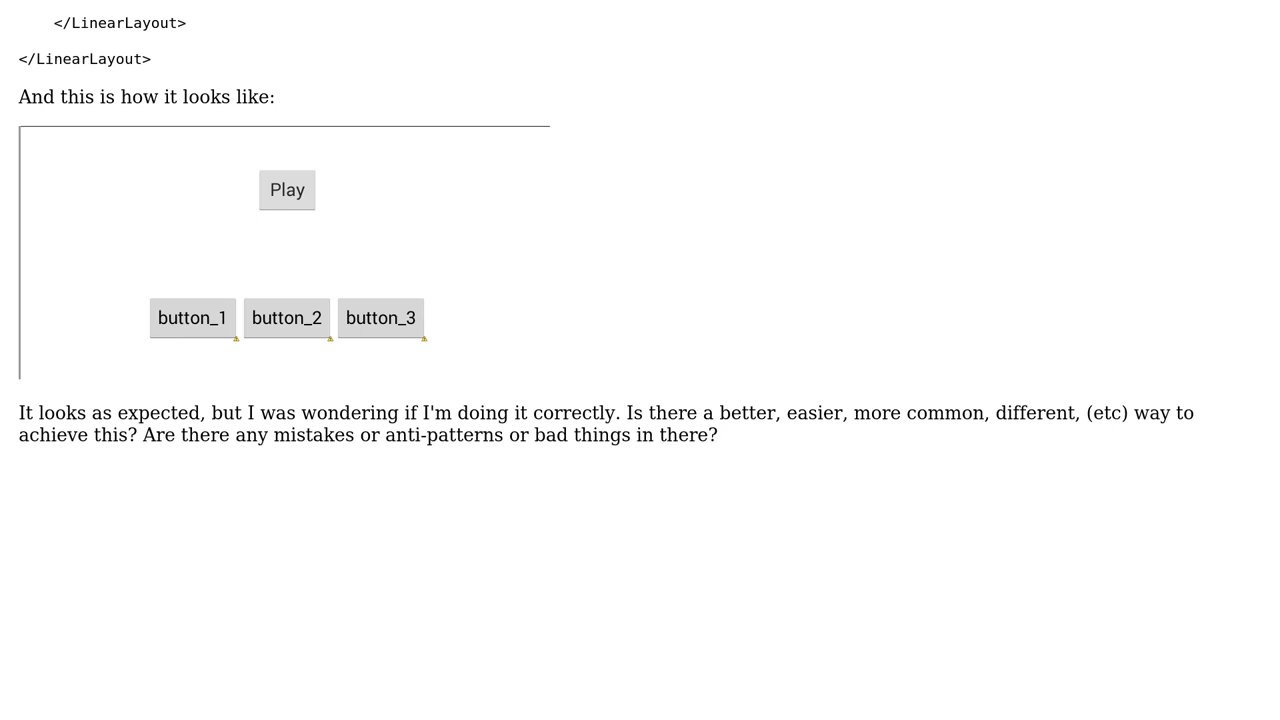 </LinearLayout>
</LinearLayout>
And this is how it looks like:
Play
button_1 button_2 button_3
It looks as expected, but I was wondering if I'm doing it correctly. Is there a better, easier, more common, different, (etc) way to
achieve this? Are there any mistakes or anti-patterns or bad things in there?